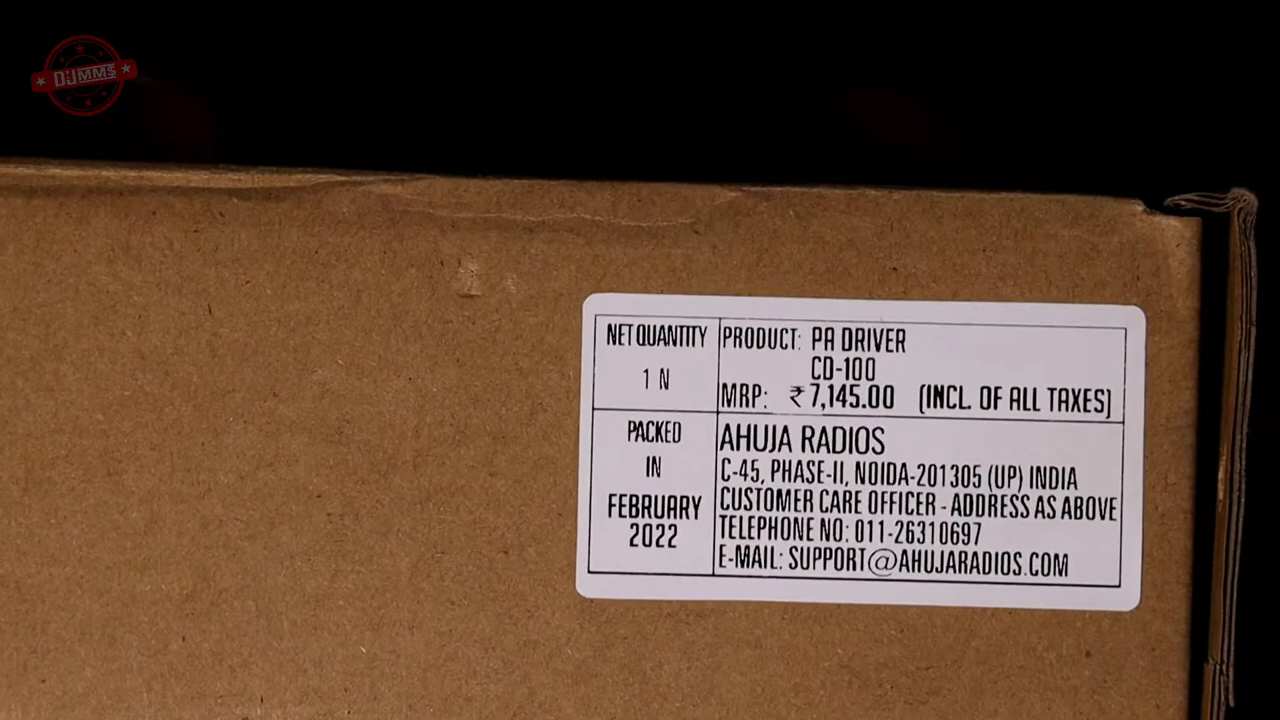 DJMMS
NET QUANTITY
1 N
PRODUCT: PA DRIVER
CD-100
MRP: ₹ 7,145.00 (INCL. OF ALL TAXES)
PACKED
IN
FEBRUARY
2022
AHUJA RADIOS
C-45, PHASE-II, NOIDA-201305 (UP) INDIA
CUSTOMER CARE OFFICER - ADDRESS AS ABOVE
TELEPHONE NO: 011-26310697
E-MAIL: SUPPORT@AHUJARADIOS.COM